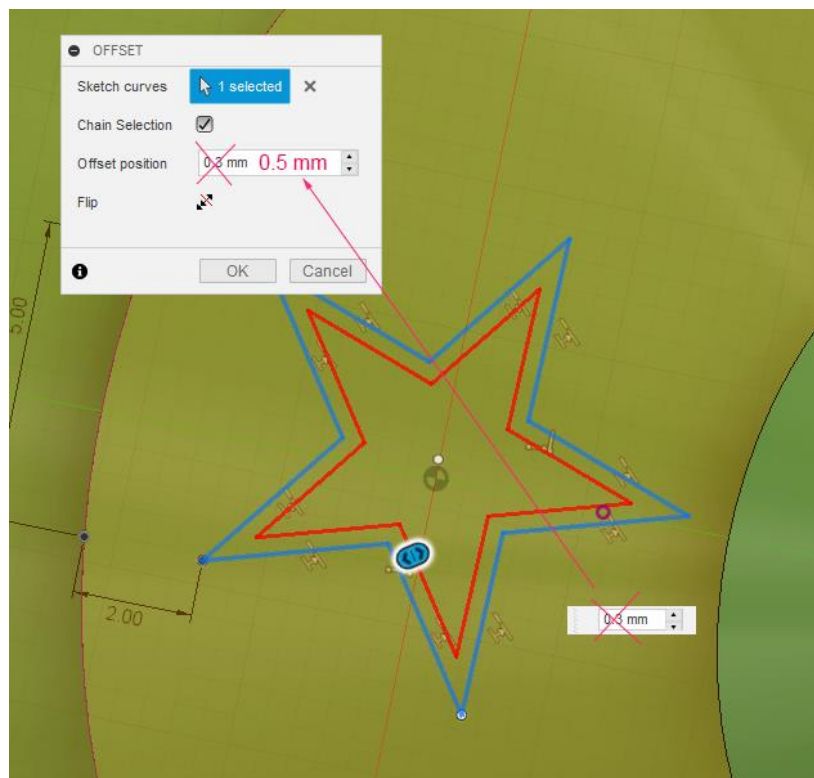 OFFSET
Sketch curves 1 selected
Chain Selection
Offset position 0.3 mm 0.5 mm
Flip
OK Cancel
5.00
2.00
0.3 mm